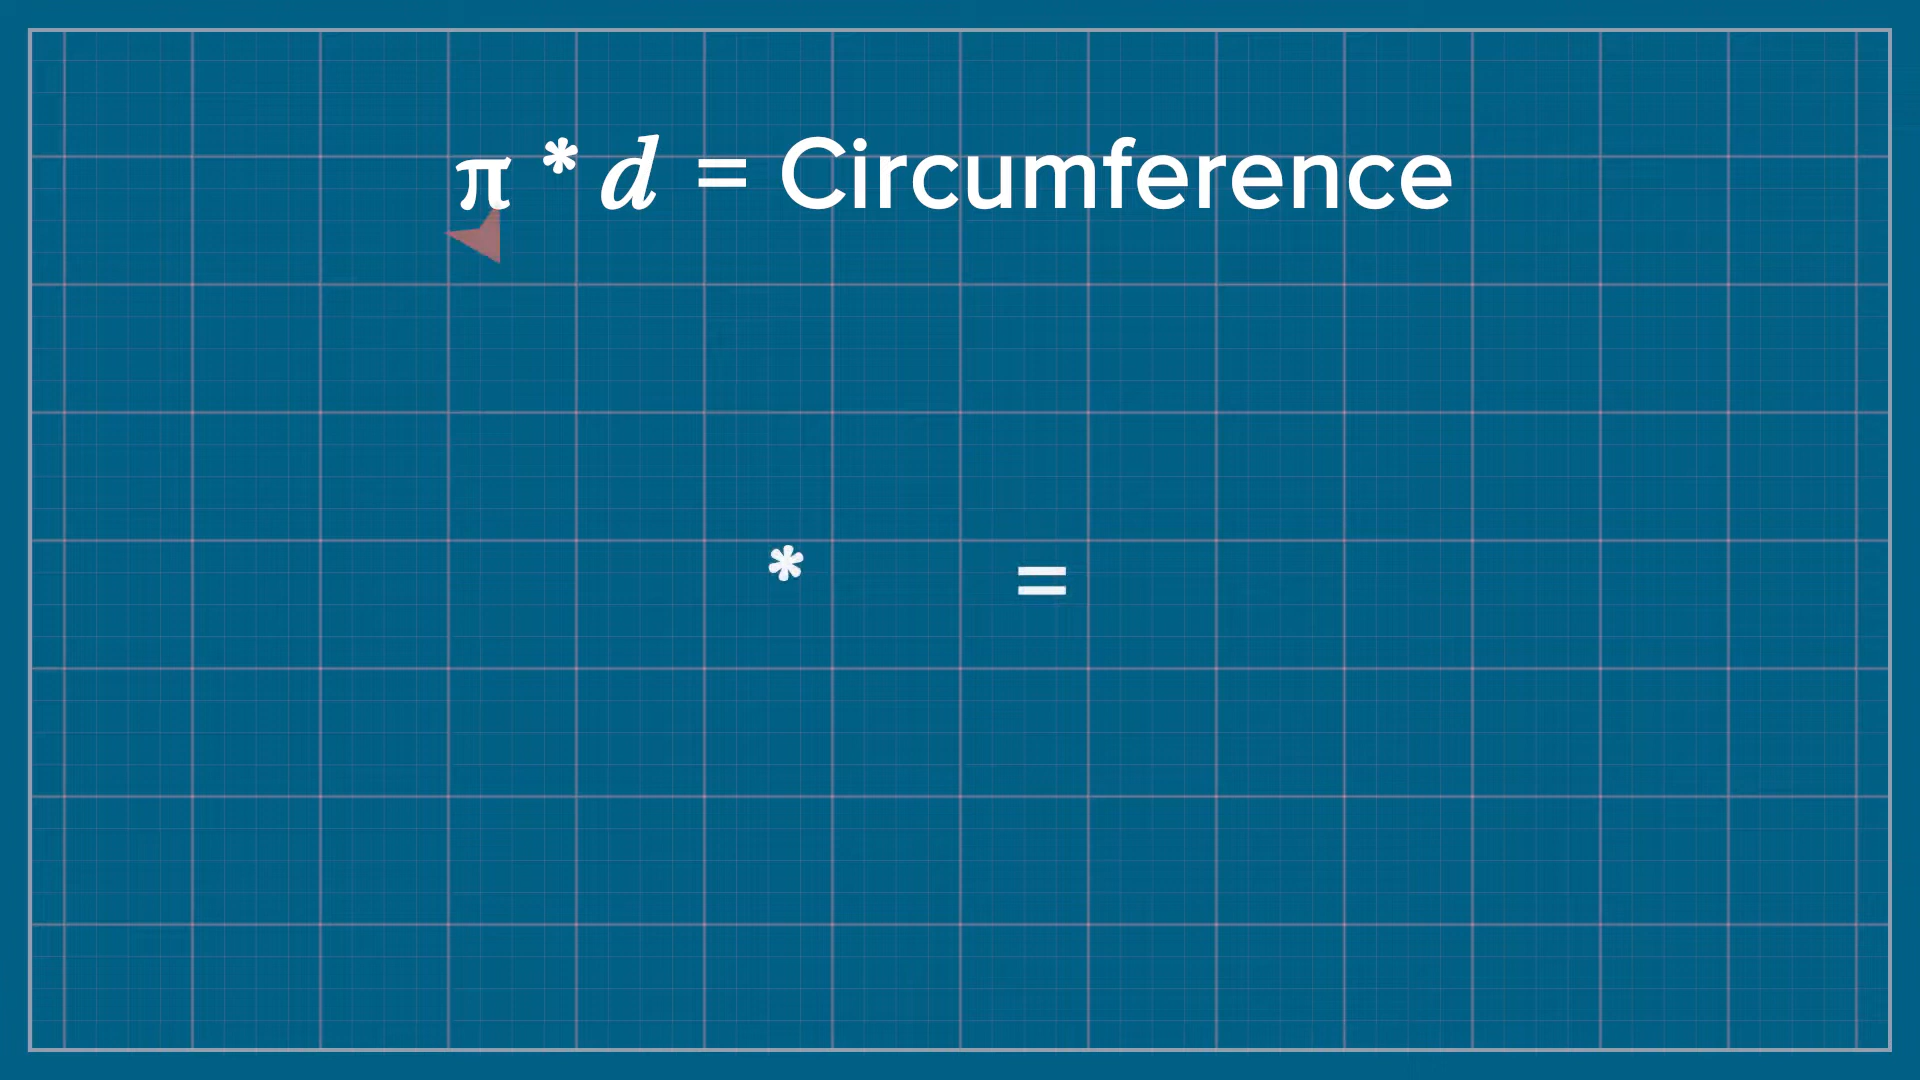 π * d = Circumference
* =